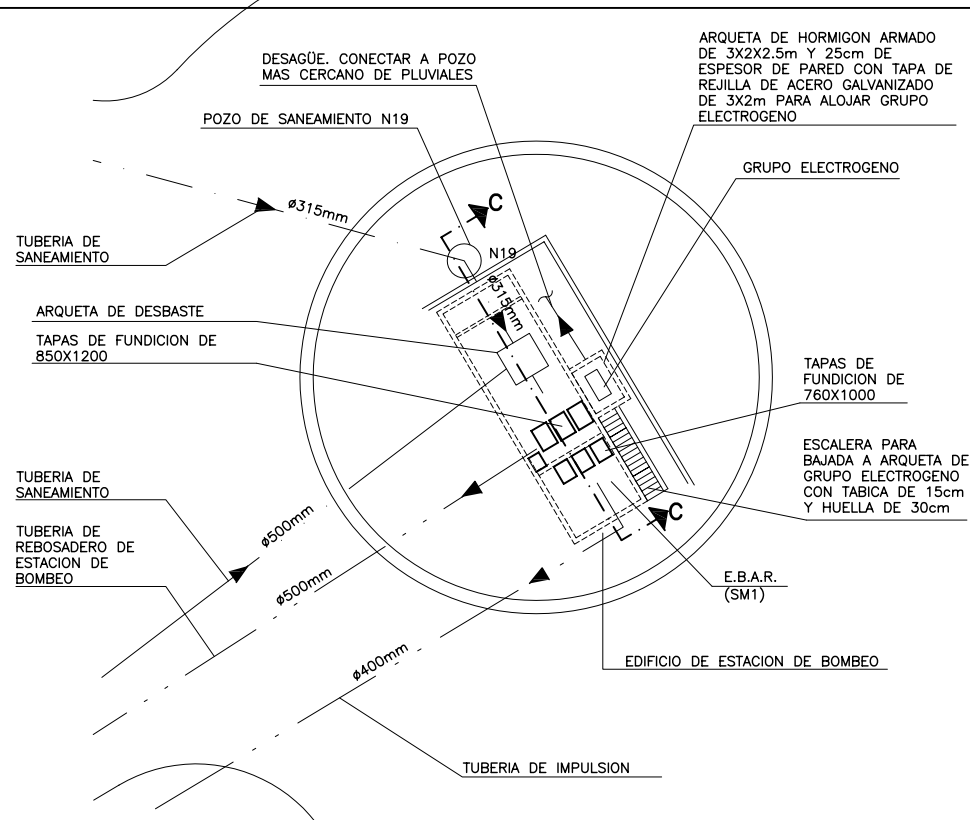 DESAGÜE. CONECTAR A POZO
MAS CERCANO DE PLUVIALES
ARQUETA DE HORMIGON ARMADO
DE 3X2X2.5m Y 25cm DE
ESPESOR DE PARED CON TAPA DE
REJILLA DE ACERO GALVANIZADO
DE 3X2m PARA ALOJAR GRUPO
ELECTROGENO
POZO DE SANEAMIENTO N19
GRUPO ELECTROGENO
C
ø315mm
TUBERIA DE
SANEAMIENTO
N19
ø315mm
ARQUETA DE DESBASTE
TAPAS DE FUNDICION DE
850X1200
TAPAS DE
FUNDICION DE
760X1000
ESCALERA PARA
BAJADA A ARQUETA DE
GRUPO ELECTROGENO
CON TABICA DE 15cm
Y HUELLA DE 30cm
TUBERIA DE
SANEAMIENTO
C
TUBERIA DE
REBOSADERO DE
ESTACION DE
BOMBEO
ø500mm
ø500mm
E.B.A.R.
(SM1)
ø400mm
EDIFICIO DE ESTACION DE BOMBEO
TUBERIA DE IMPULSION